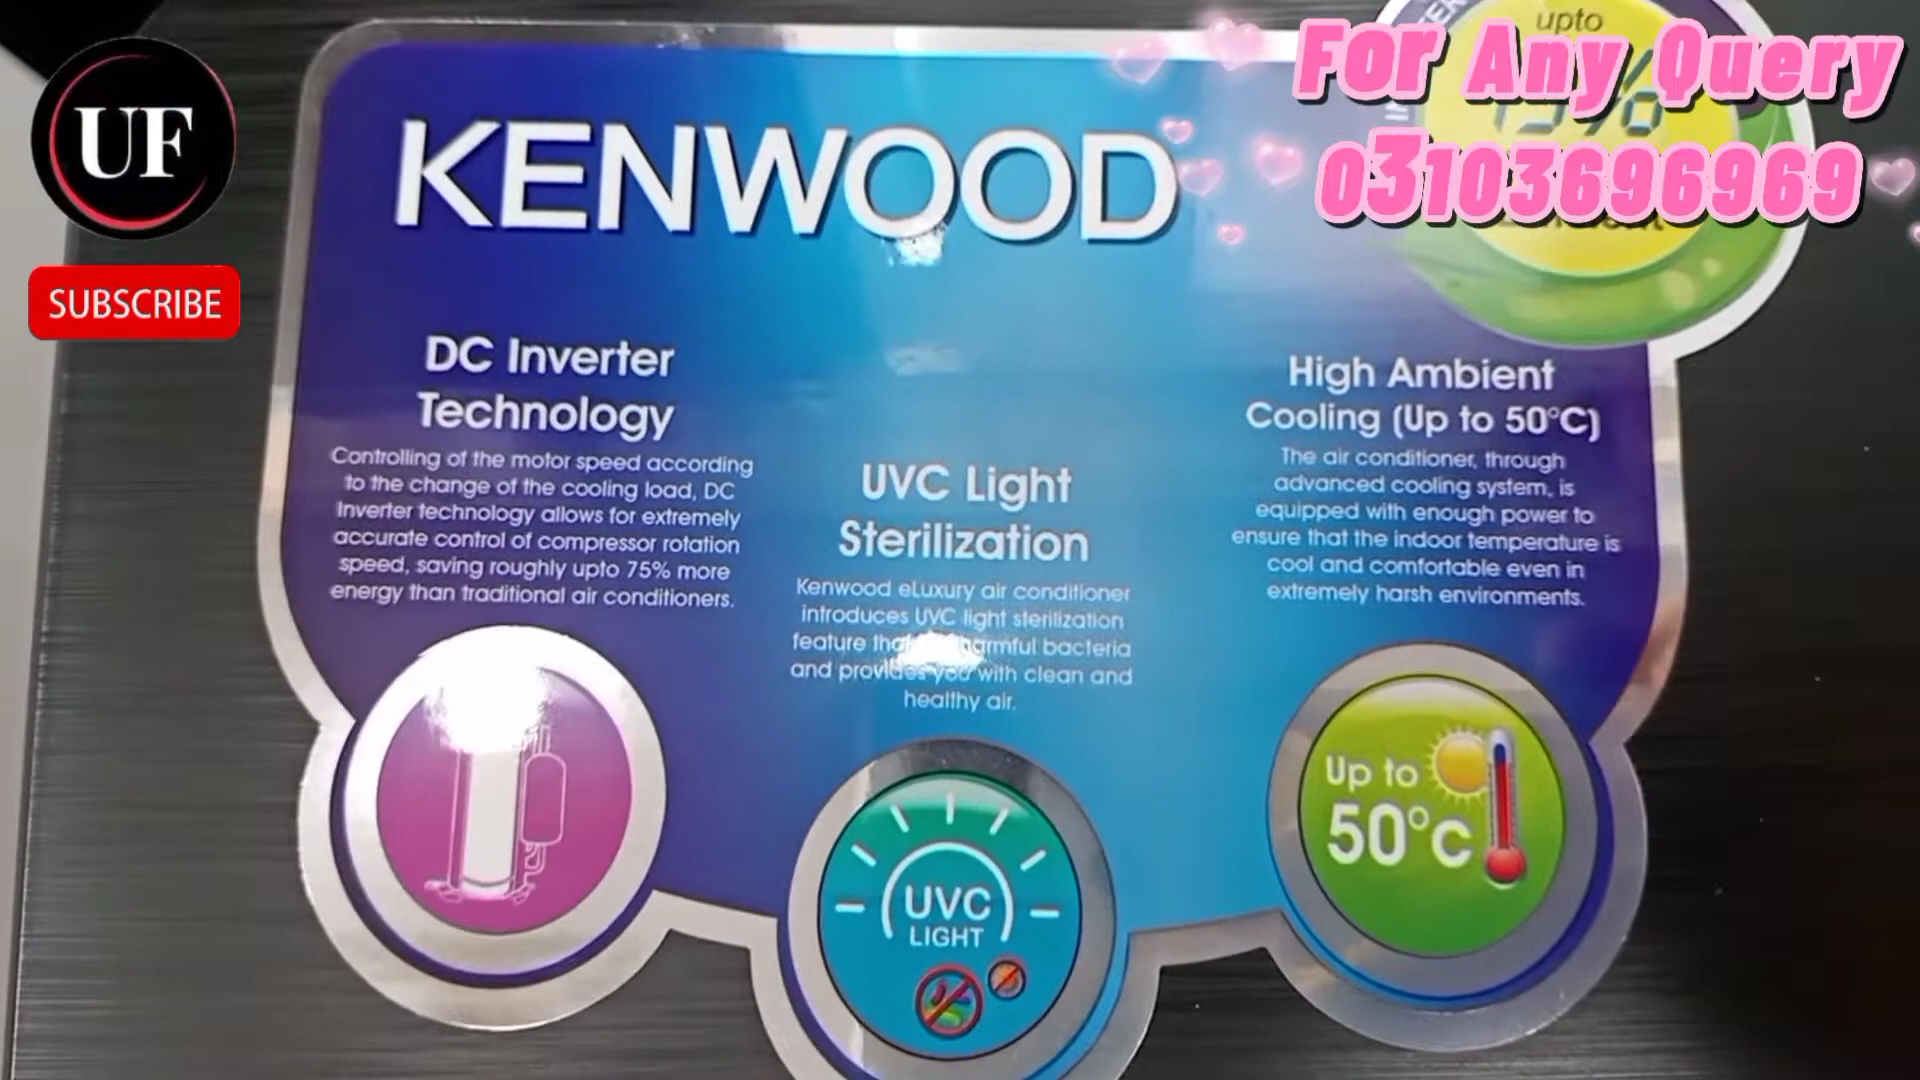 UF
SUBSCRIBE
For Any Query
03103696969
upto
KENWOOD
DC Inverter
Technology
Controlling of the motor speed according
to the change of the cooling load, DC
Inverter technology allows for extremely
accurate control of compressor rotation
speed, saving roughly upto 75% more
energy than traditional air conditioners.
UVC Light
Sterilization
Kenwood eLuxury air conditioner
introduces UVC light sterilization
feature bacteria
and provides you with clean and
healthy air.
High Ambient
Cooling (Up to 50°C)
The air conditioner, through
advanced cooling system, is
equipped with enough power to
ensure that the indoor temperature is
cool and comfortable even in
extremely harsh environments.
UVC
LIGHT
Up to
50°C